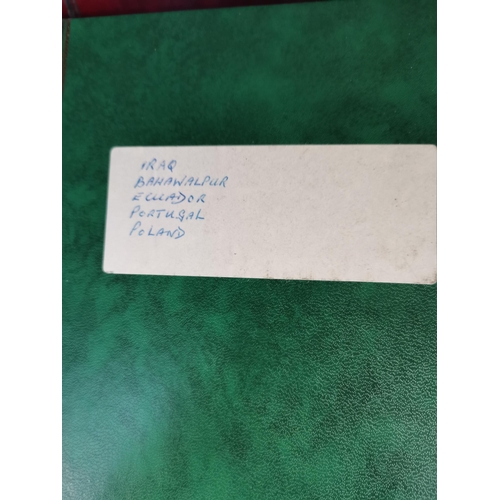 IRAQ
BAHAWALPUR
ECUADOR
PORTUGAL
POLAND